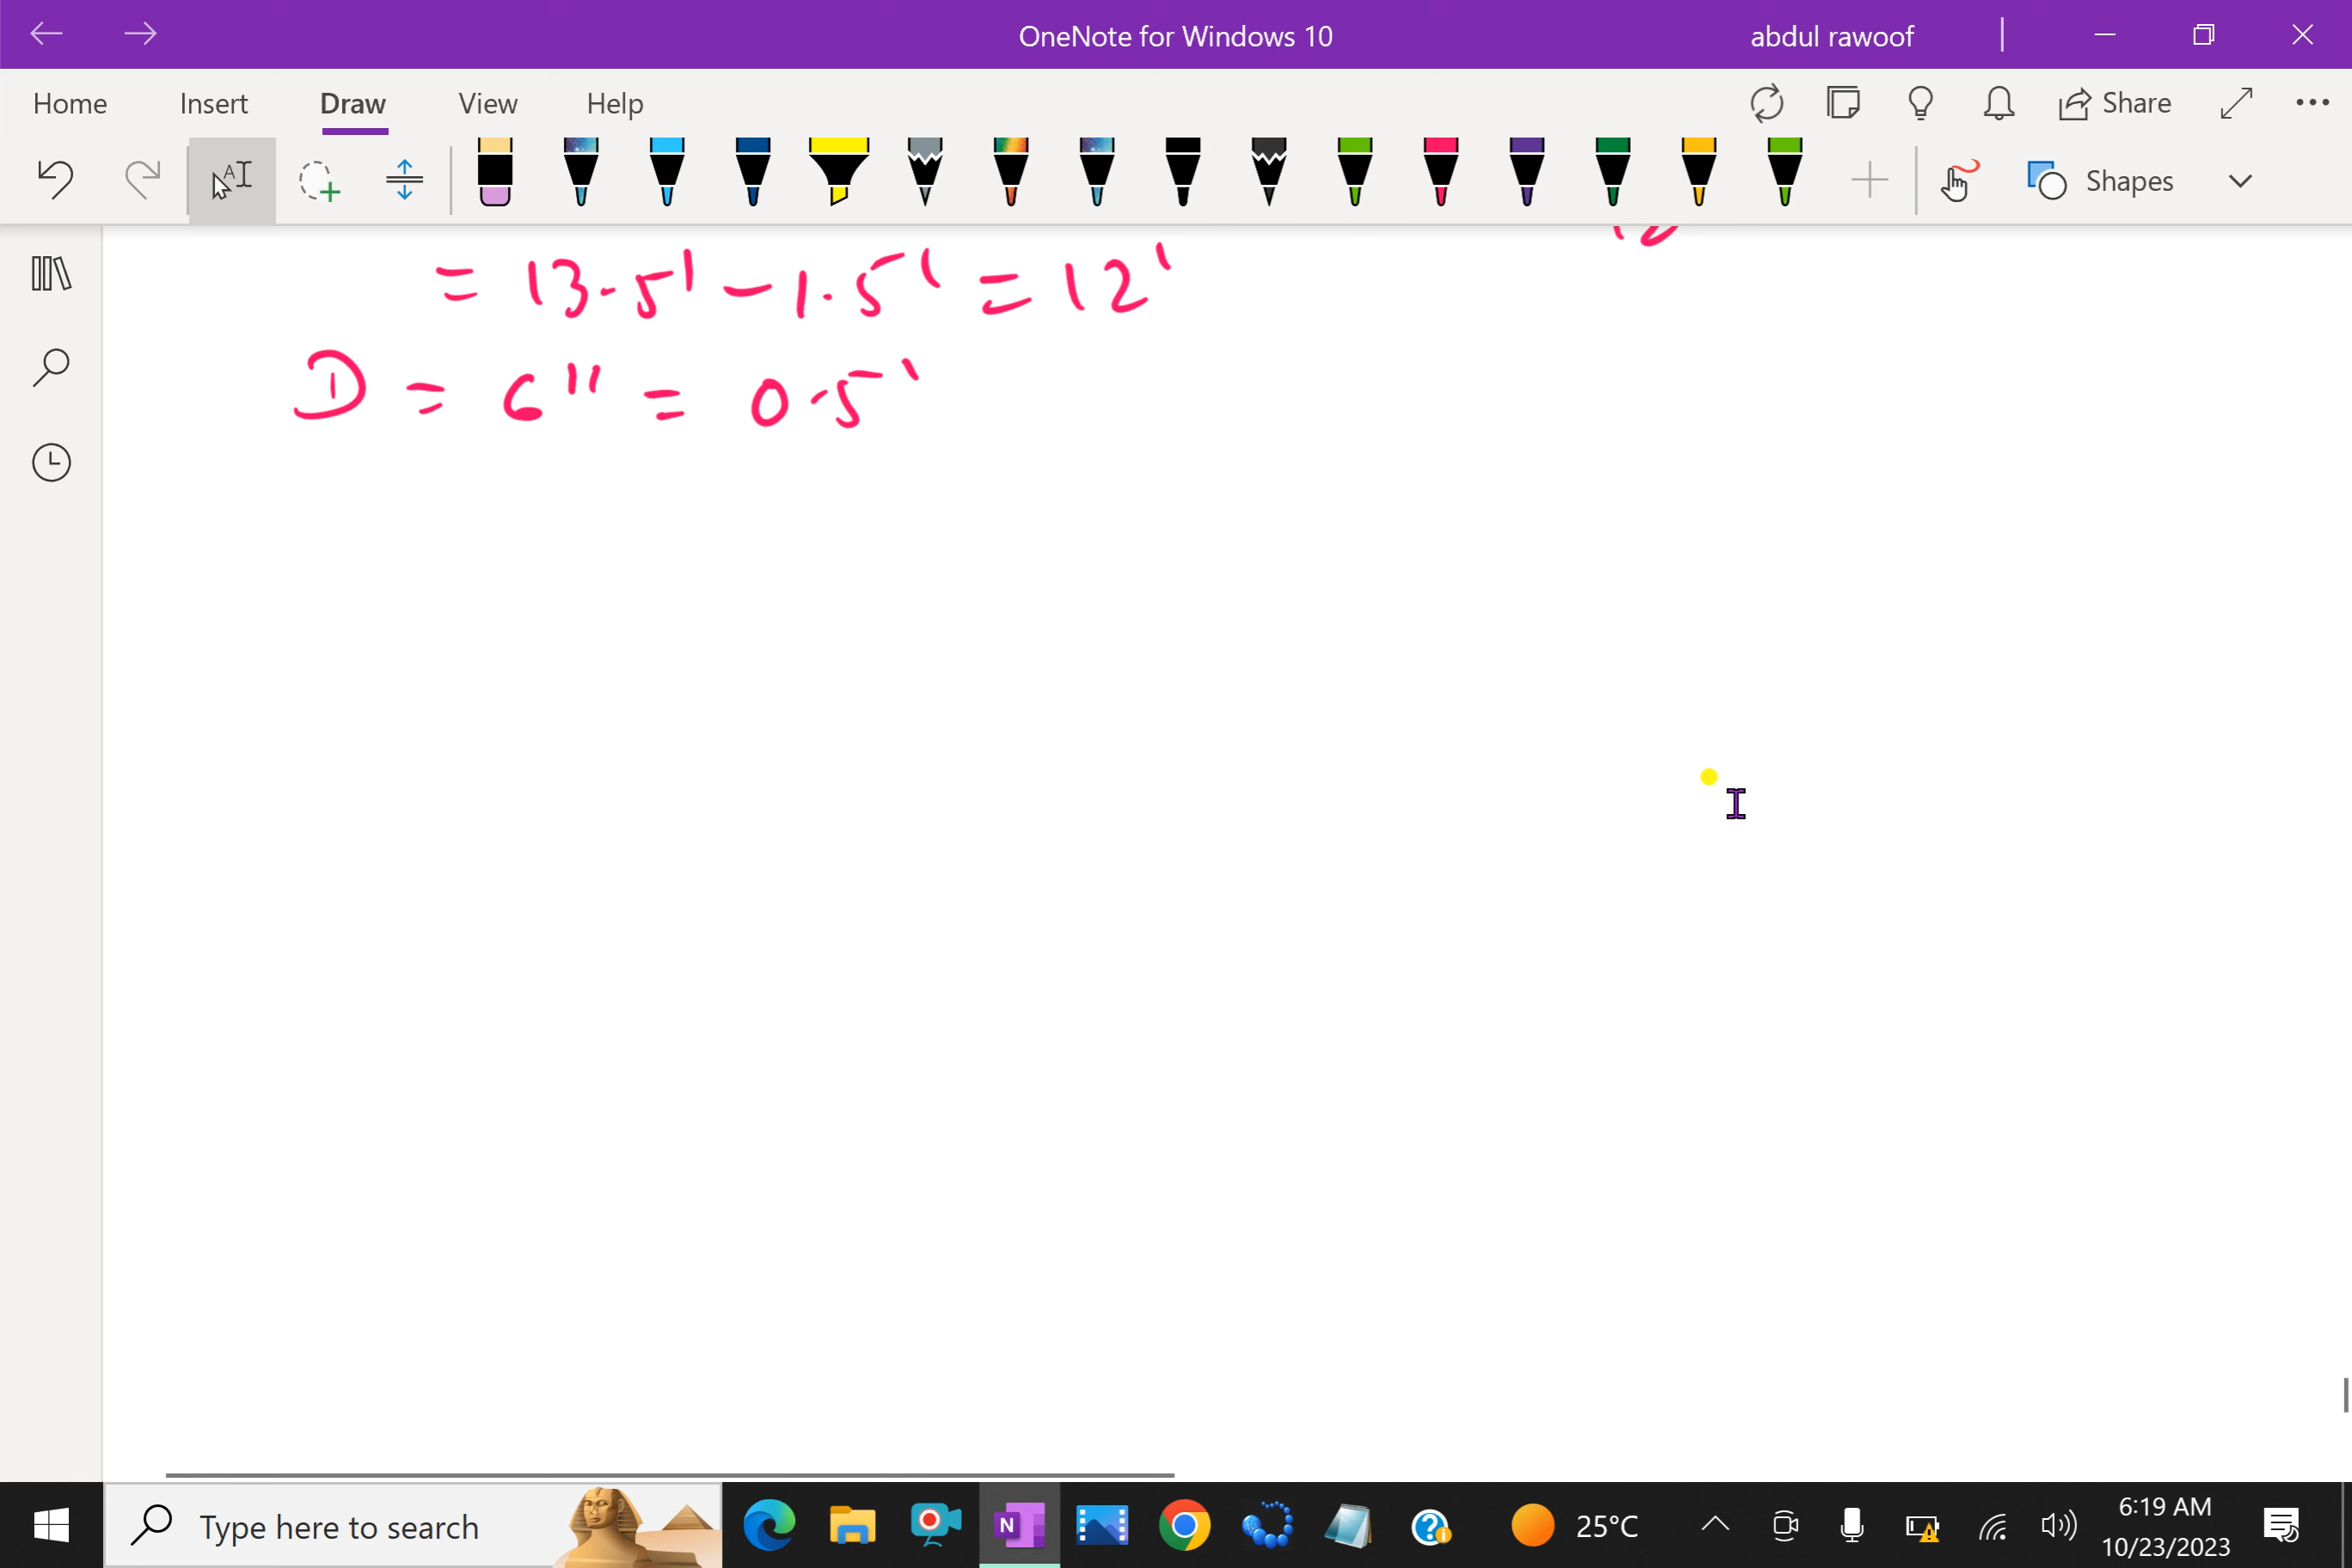 OneNote for Windows 10 abdul rawoof
Home Insert Draw View Help Share
Shapes
= 13.5' - 1.5' = 12'
D = 6" = 0.5'
Type here to search 25°C 6:19 AM
10/23/2023